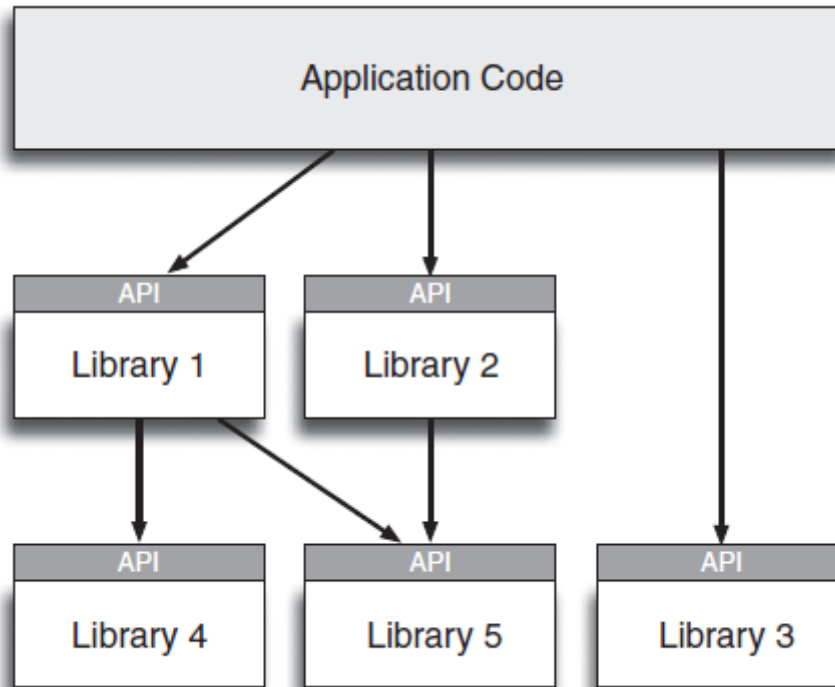 Application Code
API
API
Library 1
Library 2
API
API
API
Library 4
Library 5
Library 3